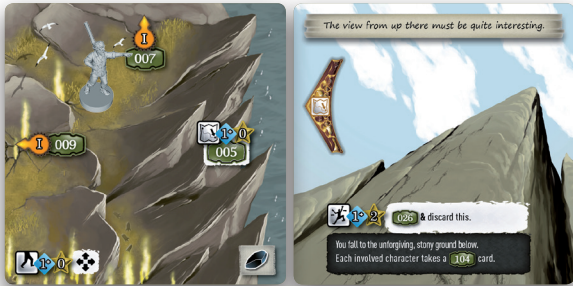 I
007
I 009
1+ 0
005
1+ 0
The view from up there must be quite interesting.
1+ 2 026 & discard this.
You fall to the unforgiving, stony ground below.
Each involved character takes a 104 card.